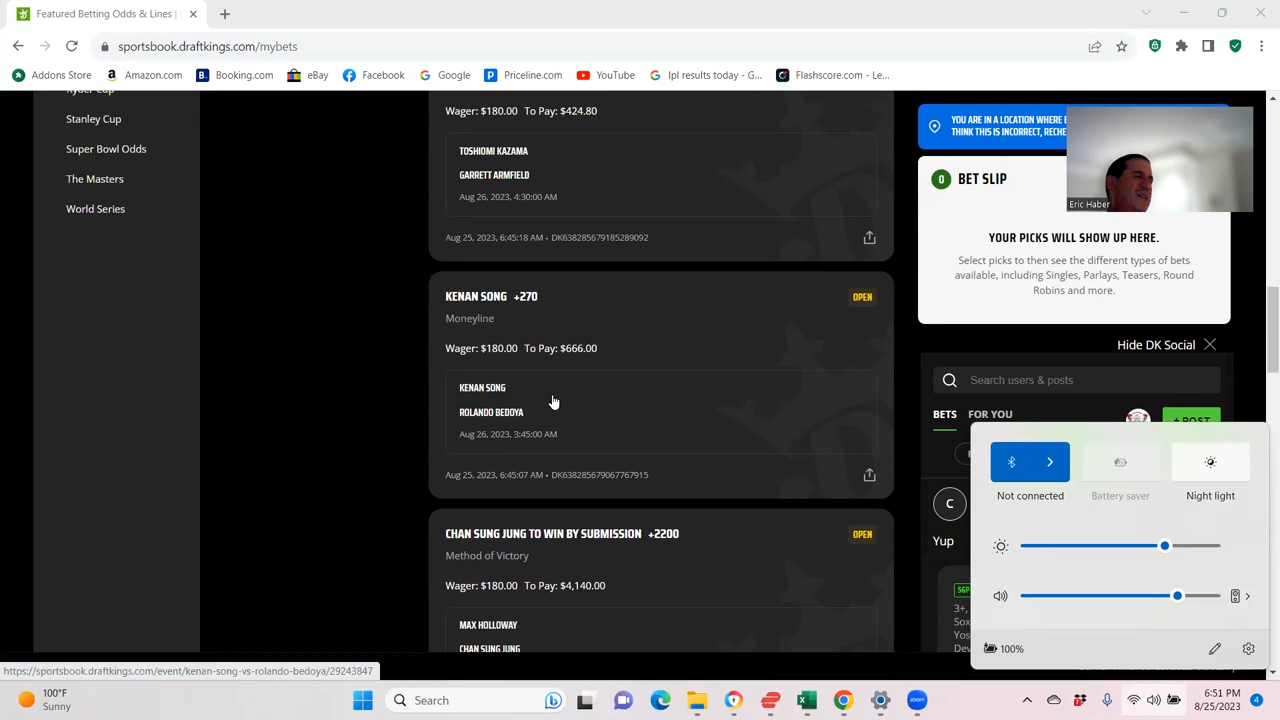 Featured Betting Odds & Lines |
sportsbook.draftkings.com/mybets
Addons Store Amazon.com Booking.com eBay Facebook Google Priceline.com YouTube Ipl results today - G... Flashscore.com - Le...
Ryder Cup
Stanley Cup
Super Bowl Odds
The Masters
World Series
Wager: $180.00 To Pay: $424.80
TOSHIOMI KAZAMA
GARRETT ARMFIELD
Aug 26, 2023, 4:30:00 AM
Aug 25, 2023, 6:45:18 AM • DK638285679185289092
KENAN SONG +270
OPEN
Moneyline
Wager: $180.00 To Pay: $666.00
KENAN SONG
ROLANDO BEDOYA
Aug 26, 2023, 3:45:00 AM
Aug 25, 2023, 6:45:07 AM • DK638285679067767915
CHAN SUNG JUNG TO WIN BY SUBMISSION +2200
OPEN
Method of Victory
Wager: $180.00 To Pay: $4,140.00
MAX HOLLOWAY
CHAN SUNG JUNG
YOU ARE IN A LOCATION WHERE
THINK THIS IS INCORRECT, RECHE
Eric Haber
0 BET SLIP
YOUR PICKS WILL SHOW UP HERE.
Select picks to then see the different types of bets
available, including Singles, Parlays, Teasers, Round
Robins and more.
Hide DK Social
Search users & posts
BETS FOR YOU
+ POST
C
Yup
SGP
3+,
Sox
Yos
Dev
Not connected Battery saver Night light
100%
https://sportsbook.draftkings.com/event/kenan-song-vs-rolando-bedoya/29243847
100°F
Sunny
Search
zoom
6:51 PM
8/25/2023
4